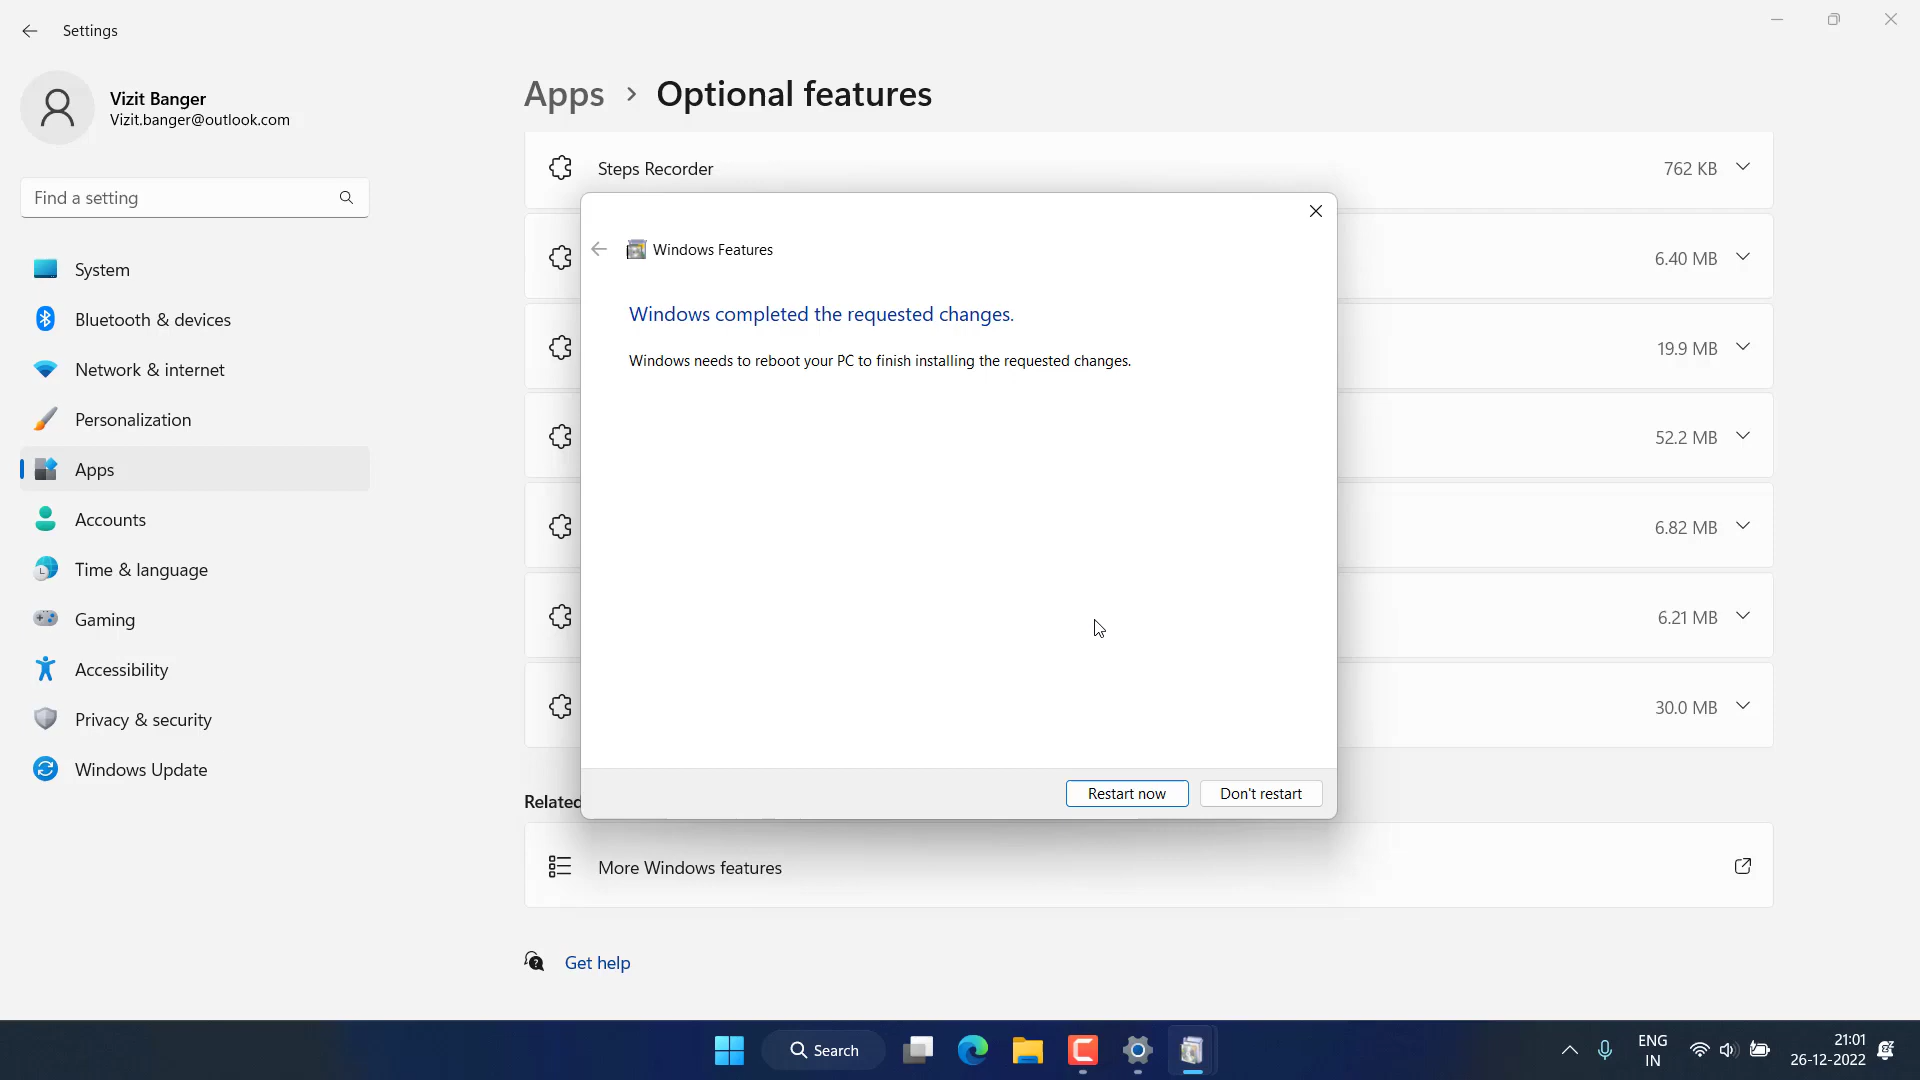 Settings
Vizit Banger
Vizit.banger@outlook.com
Find a setting
System
Bluetooth & devices
Network & internet
Personalization
Apps
Accounts
Time & language
Gaming
Accessibility
Privacy & security
Windows Update
Apps > Optional features
Steps Recorder 762 KB
6.40 MB
19.9 MB
52.2 MB
6.82 MB
6.21 MB
30.0 MB
Windows Features
Windows completed the requested changes.
Windows needs to reboot your PC to finish installing the requested changes.
Restart now Don't restart
Related
More Windows features
Get help
Search
ENG
IN
21:01
26-12-2022